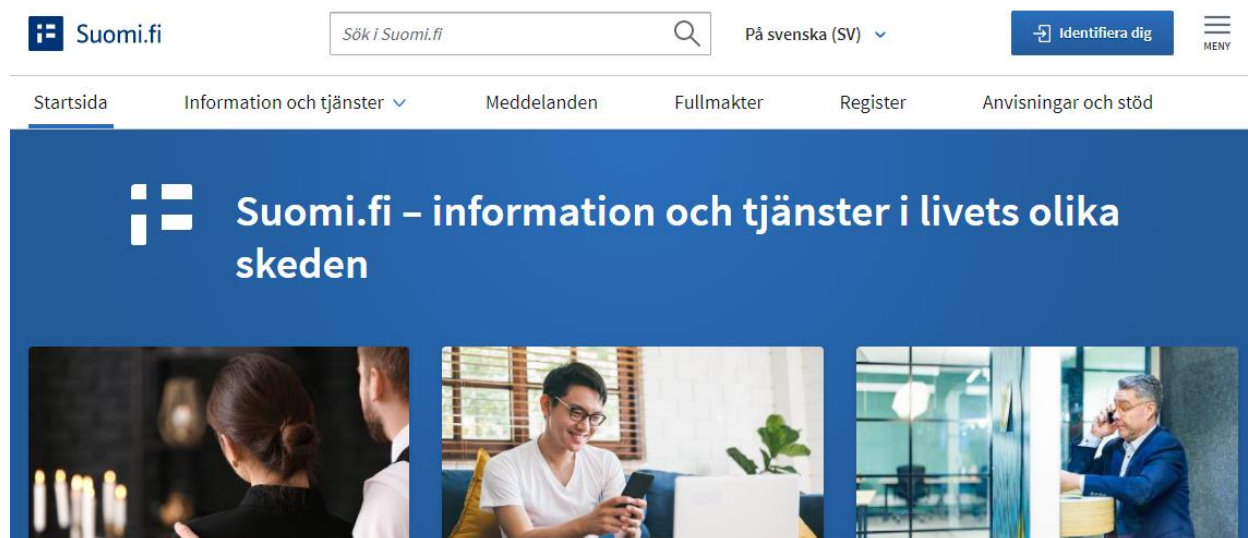 Suomi.fi
Sök i Suomi.fi
På svenska (SV)
Identifiera dig
MENY
Startsida
Information och tjänster
Meddelanden
Fullmakter
Register
Anvisningar och stöd
Suomi.fi – information och tjänster i livets olika
skeden